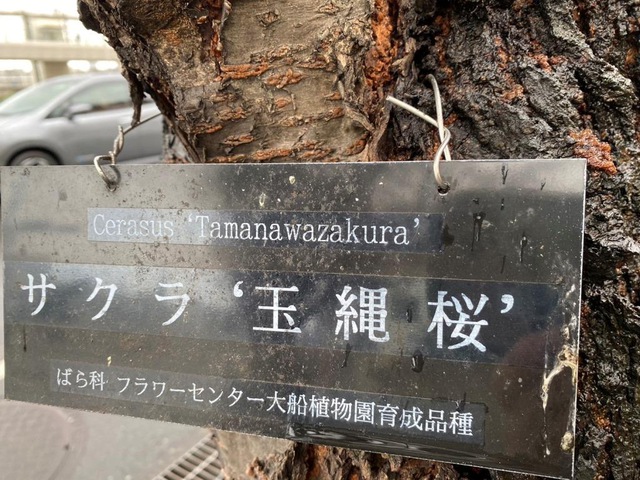 Cerasus ‘Tamanawazakura’
サクラ‘玉縄桜’
ばら科 フラワーセンター大船植物園育成品種